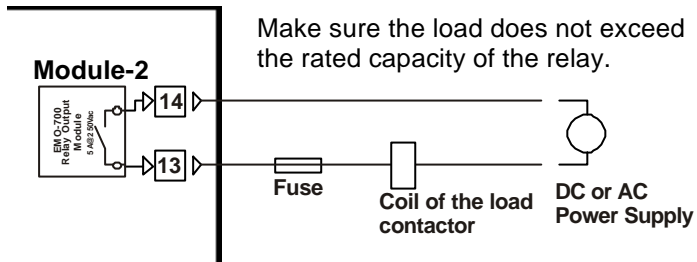 Make sure the load does not exceed
the rated capacity of the relay.
Module-2
EMO-700
Relay Output
Module
5A@250Vac
14
13
Fuse
Coil of the load
contactor
DC or AC
Power Supply